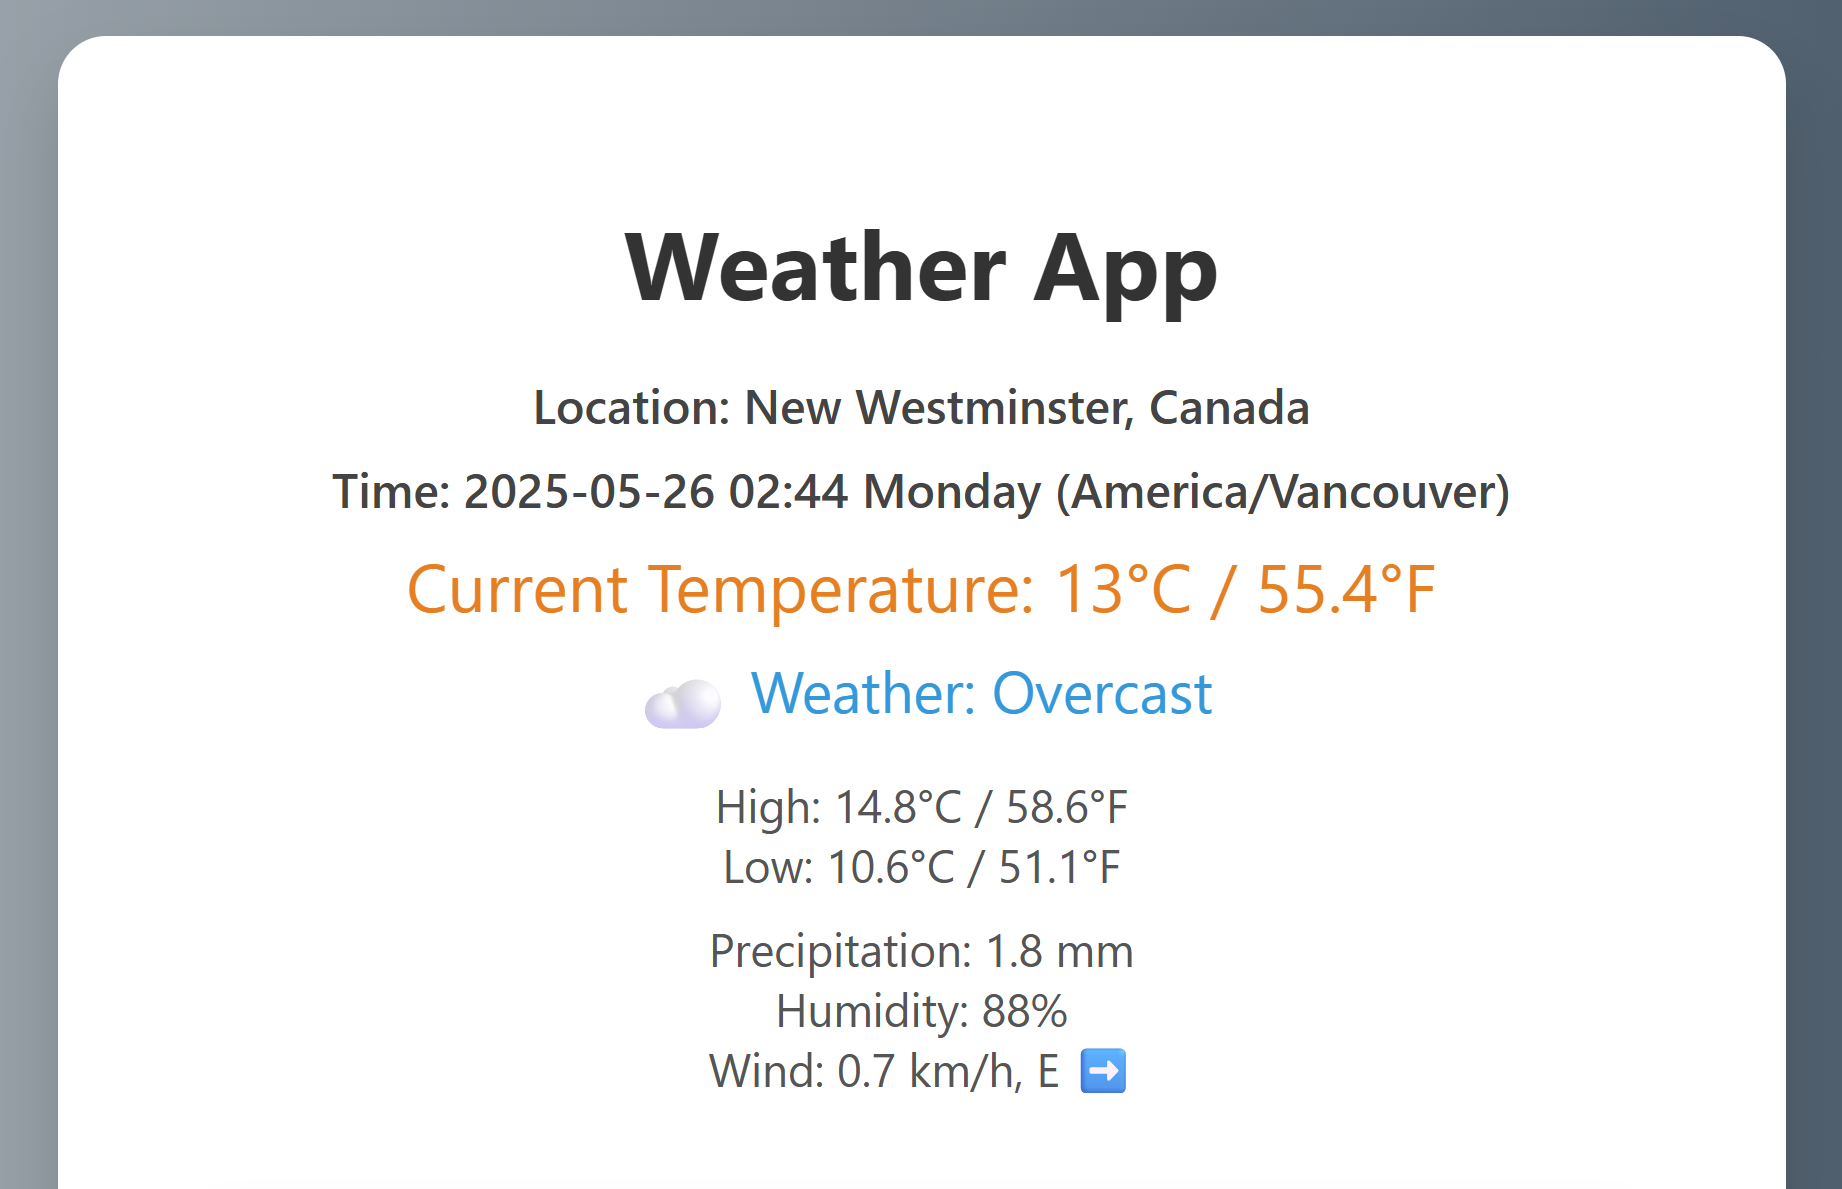 Weather App
Location: New Westminster, Canada
Time: 2025-05-26 02:44 Monday (America/Vancouver)
Current Temperature: 13°C / 55.4°F
Weather: Overcast
High: 14.8°C / 58.6°F
Low: 10.6°C / 51.1°F
Precipitation: 1.8 mm
Humidity: 88%
Wind: 0.7 km/h, E ➡️